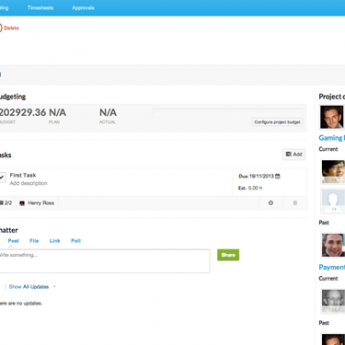 Timesheets Approvals
Delete
Project
udgeting
202929.36 N/A N/A
UDGET PLAN ACTUAL
Configure project budget
Gaming
Current
asks
Add
First Task
Add description
Due 19/11/2013
Est. 0.00 h
2/2 Henry Ross
Past
hatter
Post File Link Poll
rite something...
Share
Payment
Current
Show All Updates
ere are no updates.
Past